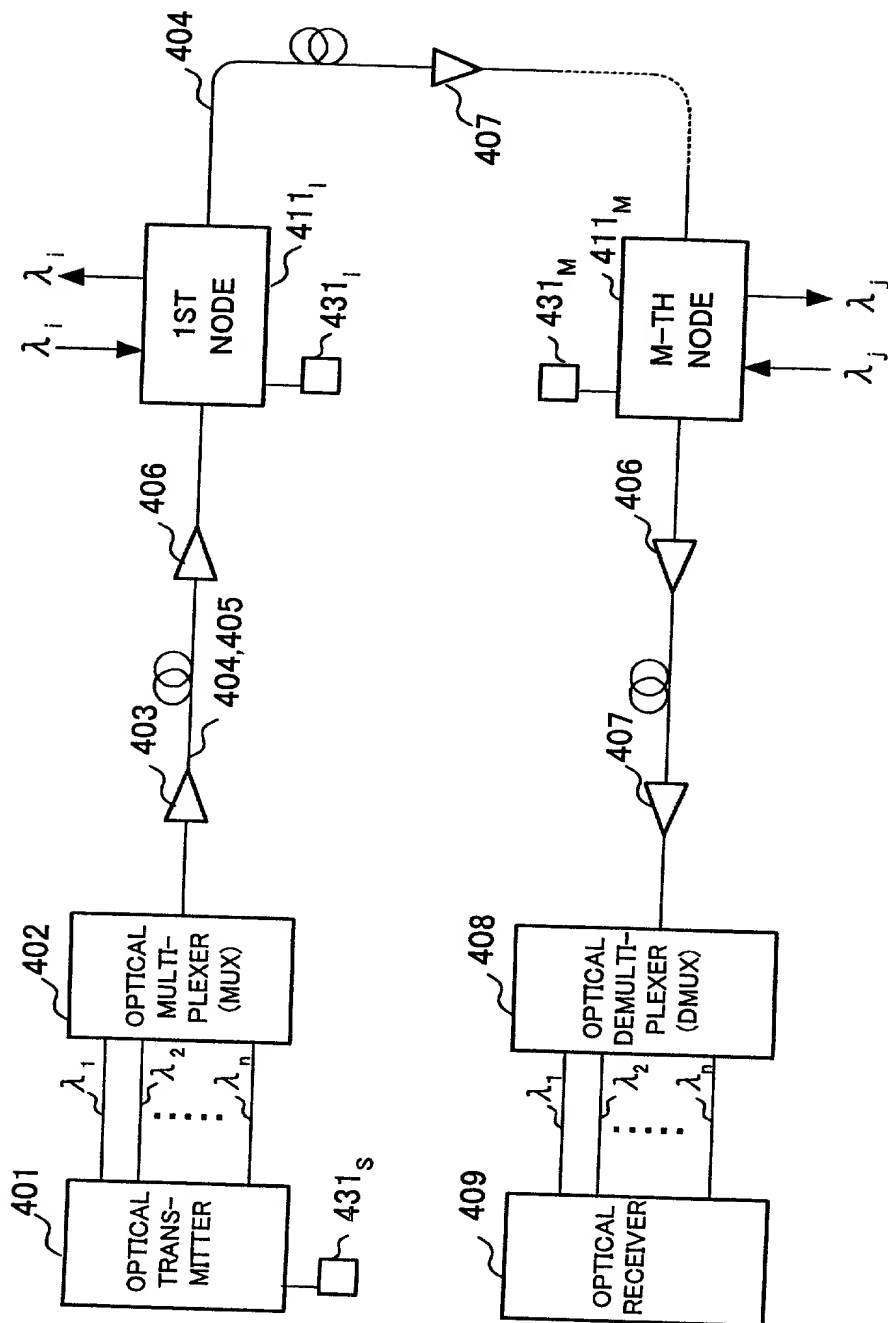 401
OPTICAL
TRANS-
MITTER
431S
λ1
λ2
λn
402
OPTICAL
MULTI-
PLEXER
(MUX)
403
404,405
406
λi
λi
1ST
NODE
4111
4311
404
407
431M
411M
M-TH
NODE
λj
λj
406
407
408
OPTICAL
DEMULTI-
PLEXER
(DMUX)
λ1
λ2
λn
409
OPTICAL
RECEIVER